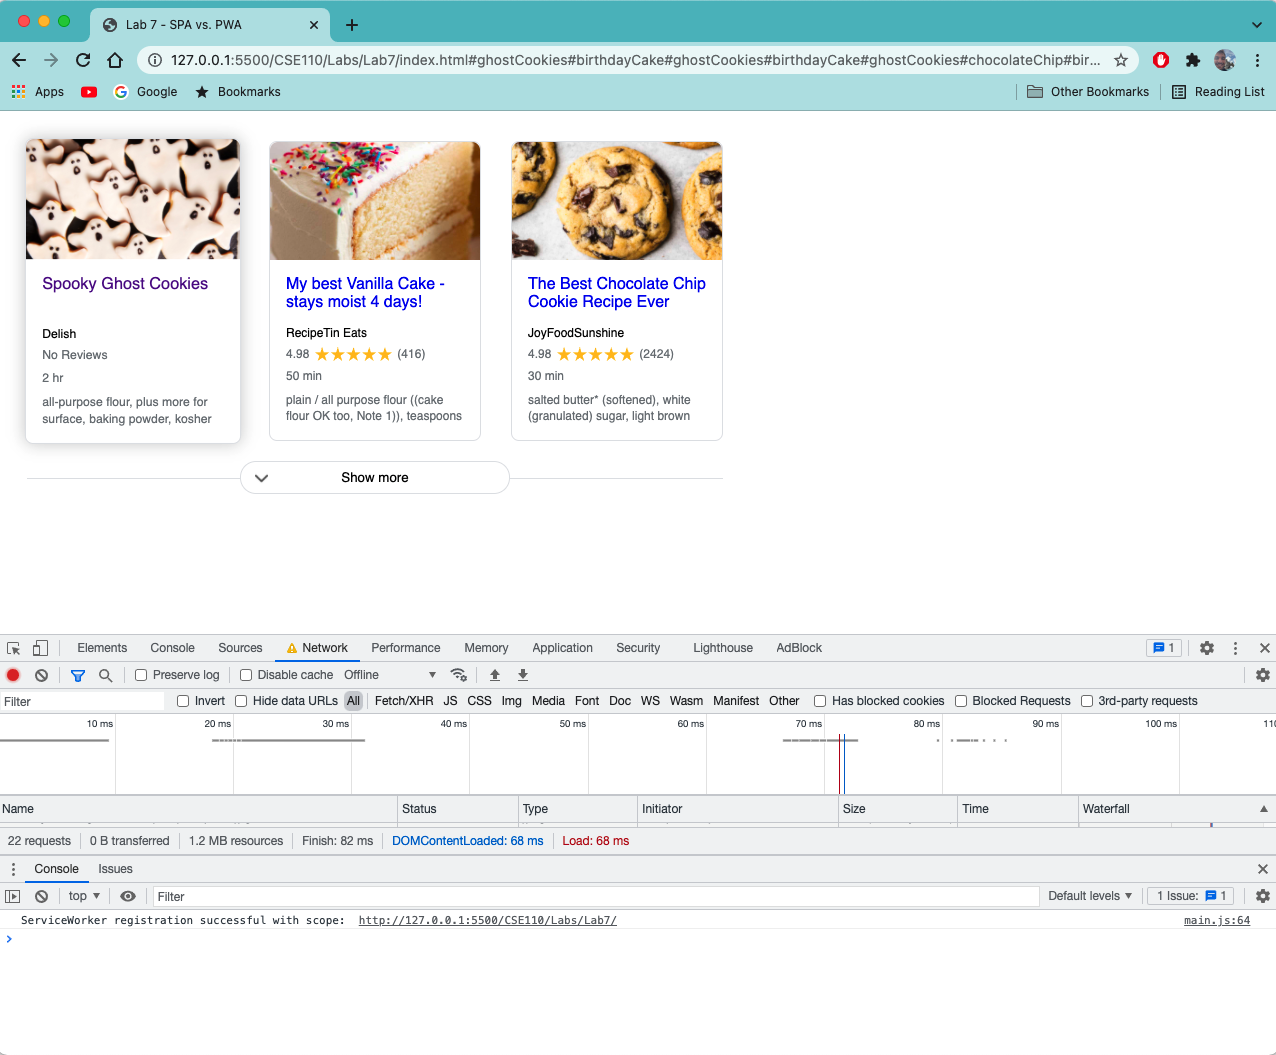 Lab 7 - SPA vs. PWA
127.0.0.1:5500/CSE110/Labs/Lab7/index.html#ghostCookies#birthdayCake#ghostCookies#birthdayCake#ghostCookies#chocolateChip#bir...
Apps Google Bookmarks Other Bookmarks Reading List
Spooky Ghost Cookies
Delish
No Reviews
2 hr
all-purpose flour, plus more for
surface, baking powder, kosher
My best Vanilla Cake -
stays moist 4 days!
RecipeTin Eats
4.98 (416)
50 min
plain / all purpose flour ((cake
flour OK too, Note 1)), teaspoons
The Best Chocolate Chip
Cookie Recipe Ever
JoyFoodSunshine
4.98 (2424)
30 min
salted butter* (softened), white
(granulated) sugar, light brown
Show more
Elements Console Sources Network Performance Memory Application Security Lighthouse AdBlock 1
Preserve log Disable cache Offline
Filter Invert Hide data URLs All Fetch/XHR JS CSS Img Media Font Doc WS Wasm Manifest Other Has blocked cookies Blocked Requests 3rd-party requests
10 ms 20 ms 30 ms 40 ms 50 ms 60 ms 70 ms 80 ms 90 ms 100 ms 110
Name Status Type Initiator Size Time Waterfall
22 requests 0 B transferred 1.2 MB resources Finish: 82 ms DOMContentLoaded: 68 ms Load: 68 ms
Console Issues
top Filter Default levels 1 Issue: 1
ServiceWorker registration successful with scope: http://127.0.0.1:5500/CSE110/Labs/Lab7/ main.js:64